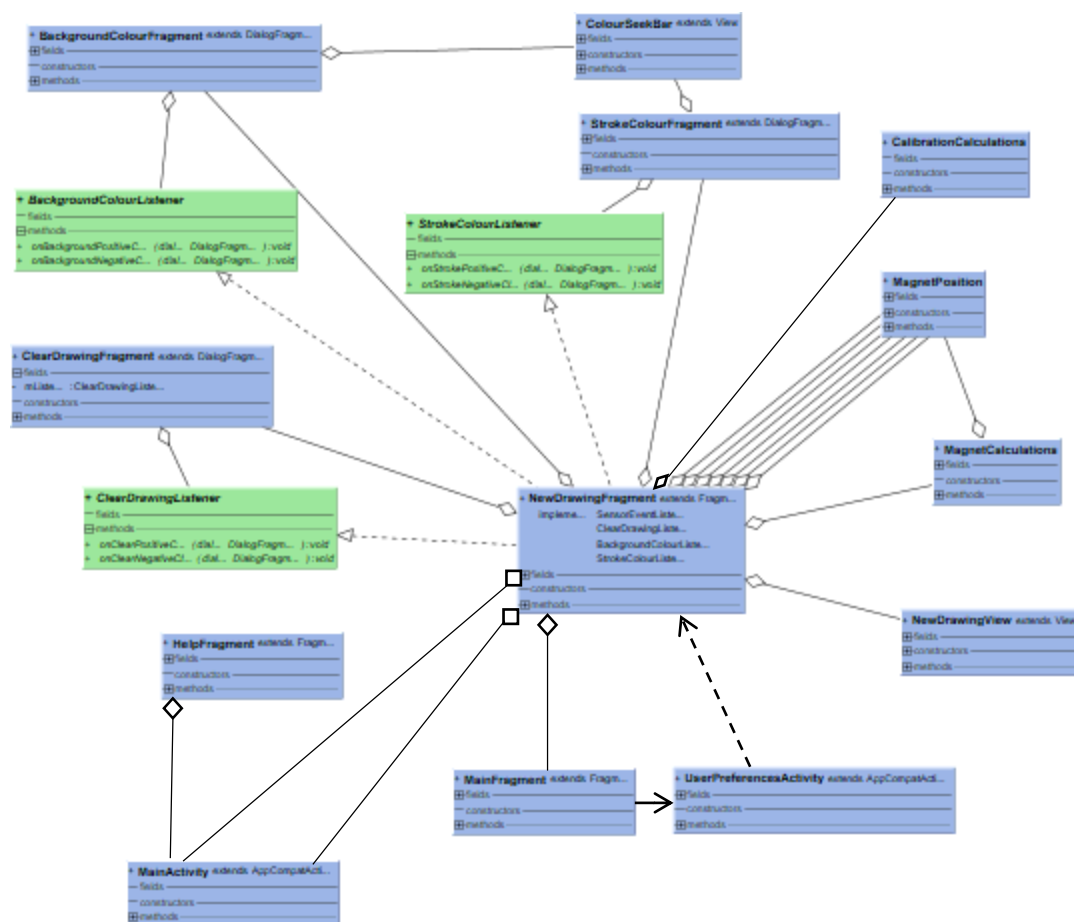 + BackgroundColourFragment extends DialogFragm...
fields
constructors
methods
+ ColourSeekBar extends View
fields
constructors
methods
+ StrokeColourFragment extends DialogFragm...
fields
constructors
methods
+ CalibrationCalculations
fields
constructors
methods
+ BackgroundColourListener
fields
methods
+ onBackgroundPositiveC... (dial... DialogFragm... ):void
+ onBackgroundNegativeC... (dial... DialogFragm... ):void
+ StrokeColourListener
fields
methods
+ onStrokePositiveC... (dial... DialogFragm... ):void
+ onStrokeNegativeCl... (dial... DialogFragm... ):void
+ MagnetPosition
fields
constructors
methods
+ ClearDrawingFragment extends DialogFragm...
fields
- mListe... :ClearDrawingListe...
constructors
methods
+ MagnetCalculations
fields
constructors
methods
+ ClearDrawingListener
fields
methods
+ onClearPositiveC... (dial... DialogFragm... ):void
+ onClearNegativeCl... (dial... DialogFragm... ):void
+ NewDrawingFragment extends Fragm...
impleme... SensorEventListe...
ClearDrawingListe...
BackgroundColourListe...
StrokeColourListe...
fields
constructors
methods
+ NewDrawingView extends View
fields
constructors
methods
+ HelpFragment extends Fragm...
fields
constructors
methods
+ MainFragment extends Fragm...
fields
constructors
methods
+ UserPreferencesActivity extends AppCompatActi...
fields
constructors
methods
+ MainActivity extends AppCompatActi...
fields
constructors
methods